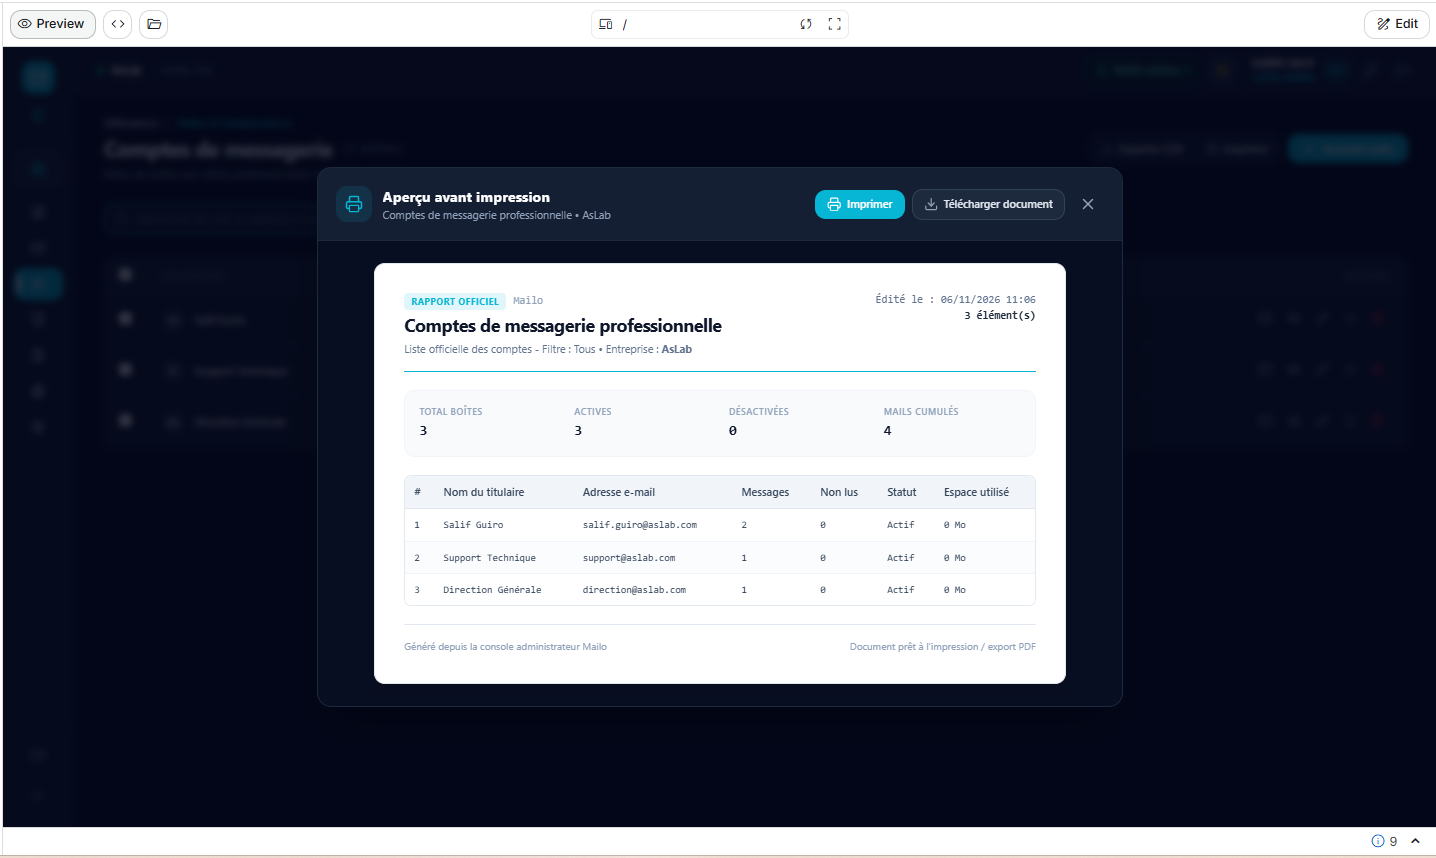 Preview
/
Edit
Comptes de messagerie
Aperçu avant impression
Comptes de messagerie professionnelle • AsLab
Imprimer
Télécharger document
RAPPORT OFFICIEL Mailo
Édité le : 06/11/2026 11:06
3 élément(s)
Comptes de messagerie professionnelle
Liste officielle des comptes - Filtre : Tous • Entreprise : AsLab
TOTAL BOÎTES ACTIVES DÉSACTIVÉES MAILS CUMULÉS
3 3 0 4
# Nom du titulaire Adresse e-mail Messages Non lus Statut Espace utilisé
1 Salif Guiro salif.guiro@aslab.com 2 0 Actif 0 Mo
2 Support Technique support@aslab.com 1 0 Actif 0 Mo
3 Direction Générale direction@aslab.com 1 0 Actif 0 Mo
Généré depuis la console administrateur Mailo
Document prêt à l'impression / export PDF
9